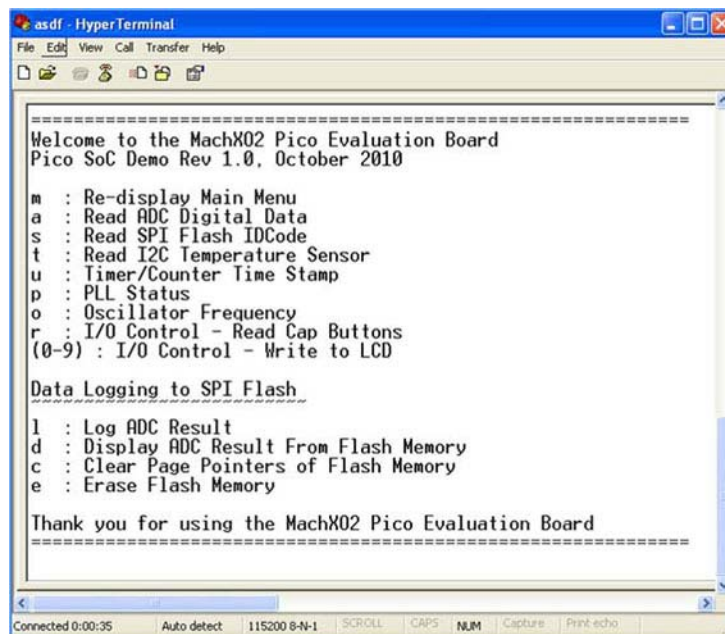 asdf - HyperTerminal
File Edit View Call Transfer Help
=============================================================
Welcome to the MachXO2 Pico Evaluation Board
Pico SoC Demo Rev 1.0, October 2010
m : Re-display Main Menu
a : Read ADC Digital Data
s : Read SPI Flash IDCode
t : Read I2C Temperature Sensor
u : Timer/Counter Time Stamp
p : PLL Status
o : Oscillator Frequency
r : I/O Control - Read Cap Buttons
(0-9) : I/O Control - Write to LCD
Data Logging to SPI Flash
~~~~~~~~~~~~~~~~~~~~~~~~~~
l : Log ADC Result
d : Display ADC Result From Flash Memory
c : Clear Page Pointers of Flash Memory
e : Erase Flash Memory
Thank you for using the MachXO2 Pico Evaluation Board
=============================================================
Connected 0:00:35 Auto detect 115200 8-N-1 SCROLL CAPS NUM Capture Print echo